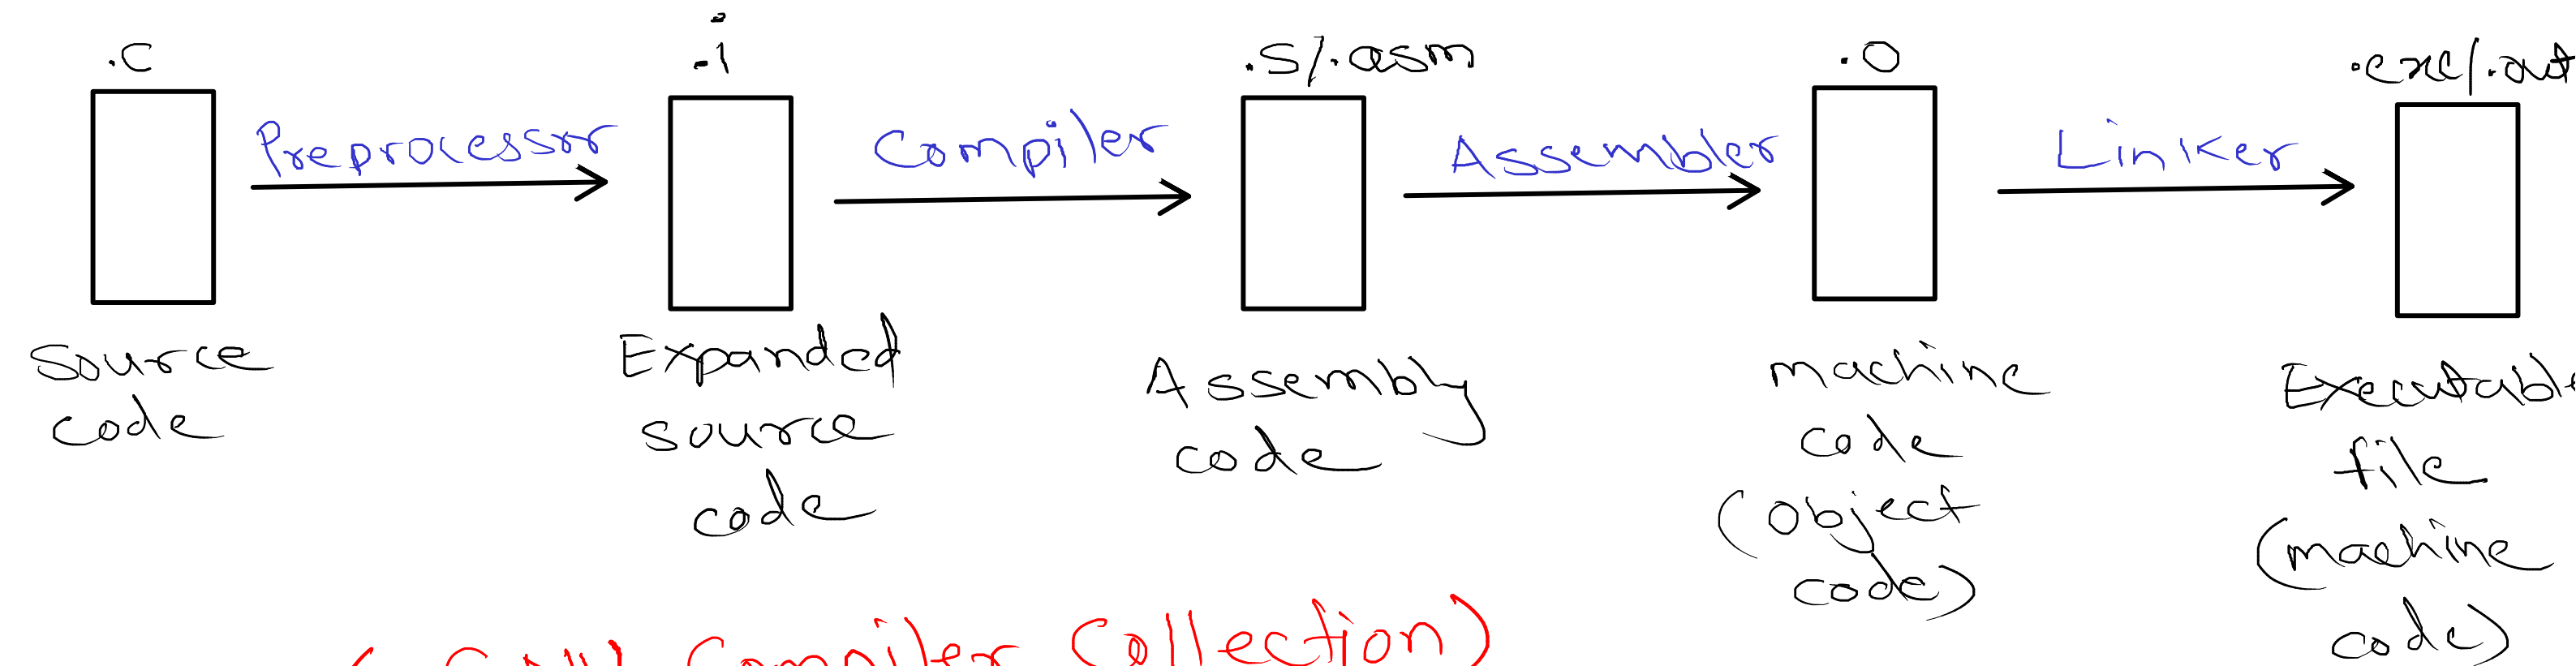 .c
.i
.s/.asm
.o
.exe/.out
Preprocessor
Compiler
Assembler
Linker
Source
code
Expanded
source
code
Assembly
code
machine
code
(object
code)
Executable
file
(machine
code)
(GNU Compiler Collection)